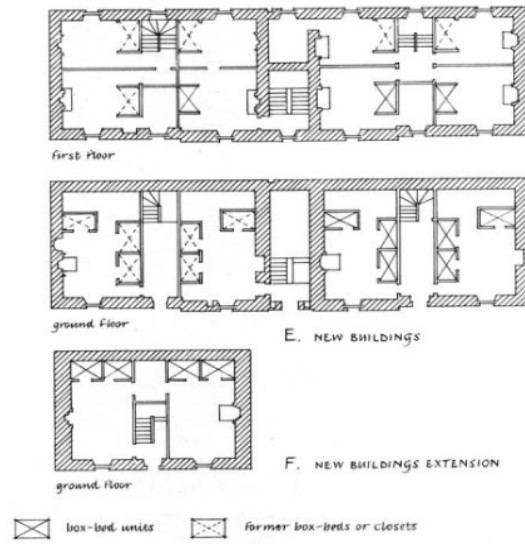 first floor
ground floor
E. NEW BUILDINGS
F. NEW BUILDINGS EXTENSION
ground floor
box-bed units
former box-beds or closets